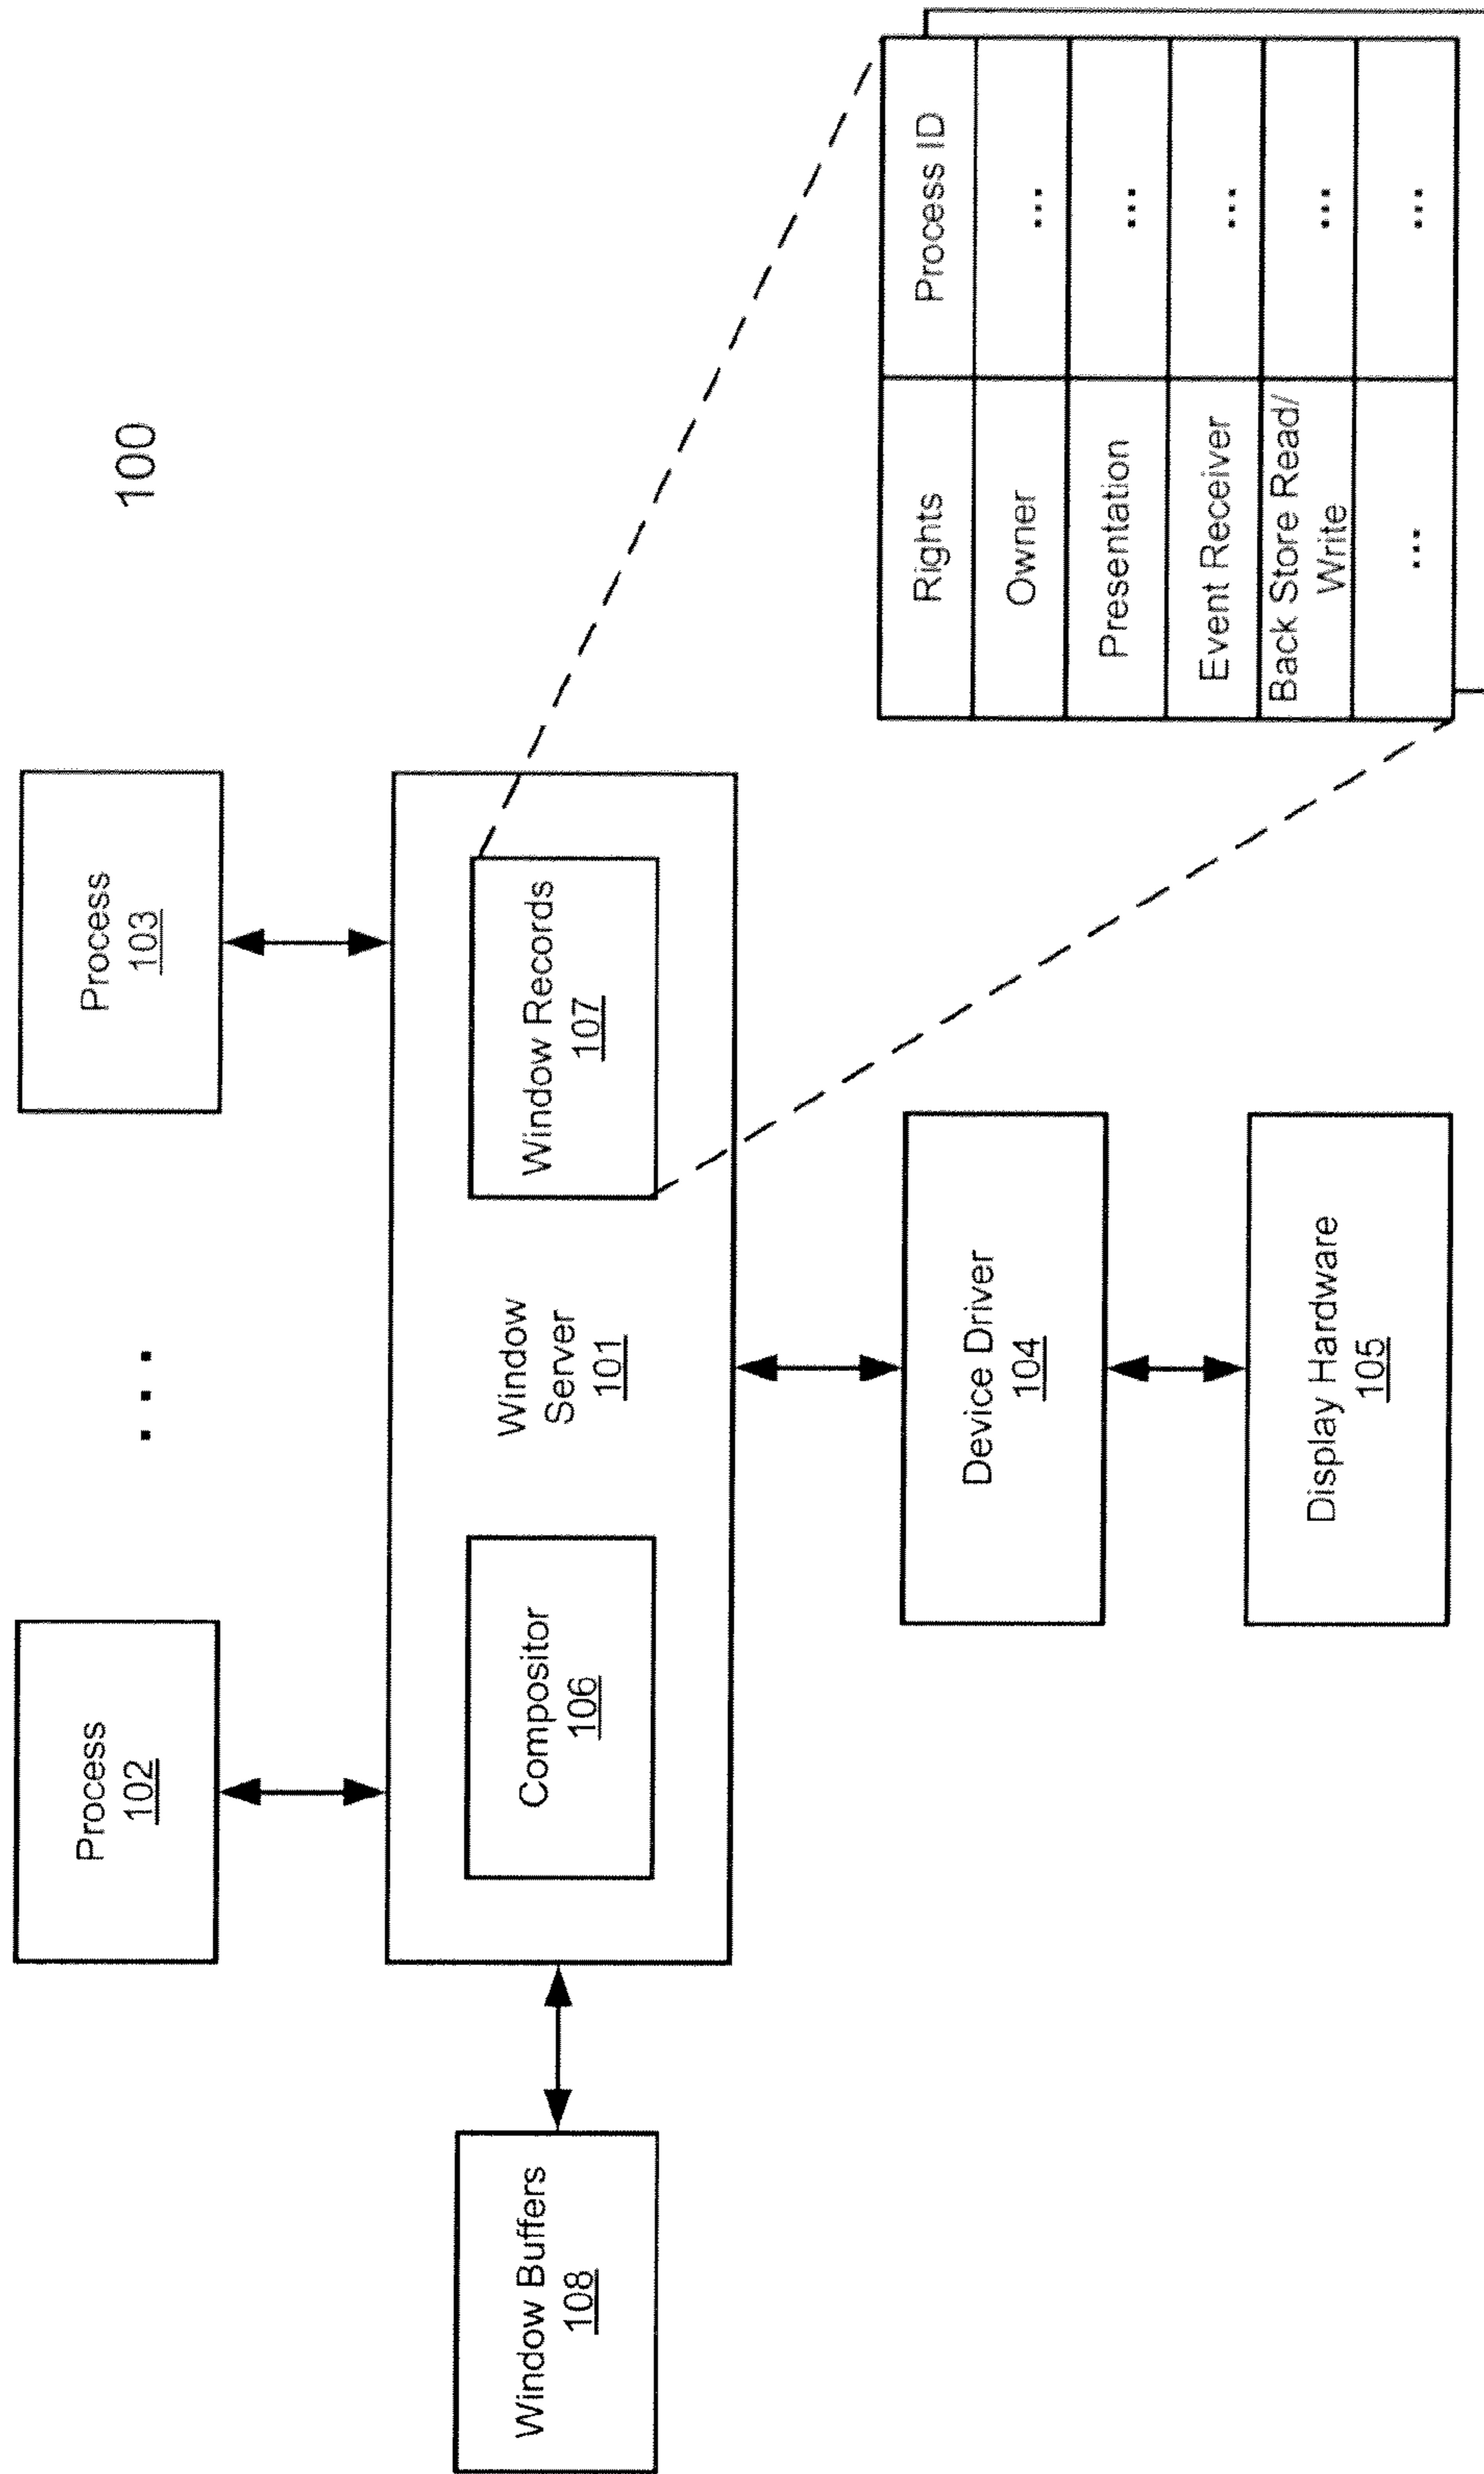 100
Process
102
. . .
Process
103
Window Buffers
108
Compositor
106
Window
Server
101
Window Records
107
Device Driver
104
Display Hardware
105
Rights
Process ID
Owner
...
Presentation
...
Event Receiver
...
Back Store Read/
Write
...
...
...